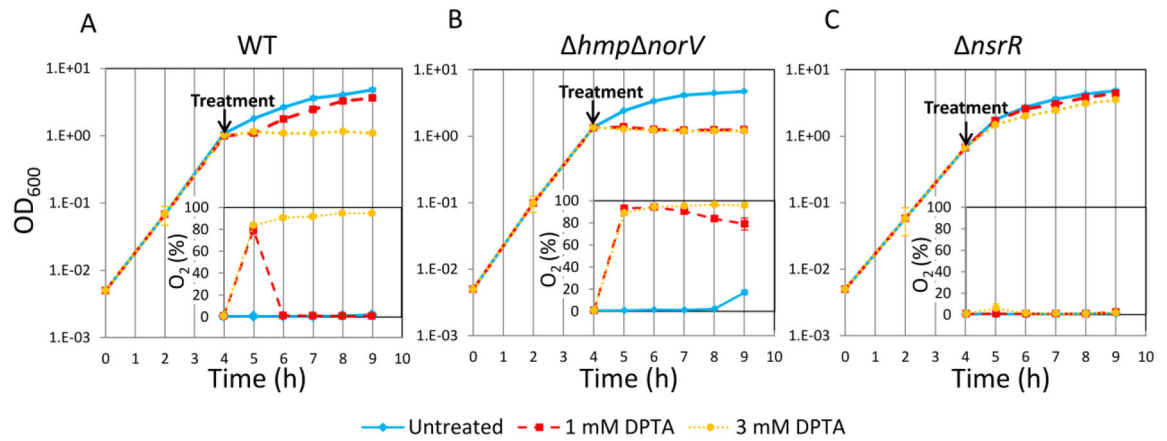 A
WT
B
ΔhmpΔnorV
C
ΔnsrR
OD600
1.E+01
1.E+00
1.E-01
1.E-02
1.E-03
Treatment
O2 (%)
100
80
60
40
20
0
0 1 2 3 4 5 6 7 8 9 10
Time (h)
1.E+01
1.E+00
1.E-01
1.E-02
1.E-03
Treatment
O2 (%)
100
80
60
40
20
0
0 1 2 3 4 5 6 7 8 9 10
Time (h)
1.E+01
1.E+00
1.E-01
1.E-02
1.E-03
Treatment
O2 (%)
100
80
60
40
20
0
0 1 2 3 4 5 6 7 8 9 10
Time (h)
Untreated 1 mM DPTA 3 mM DPTA